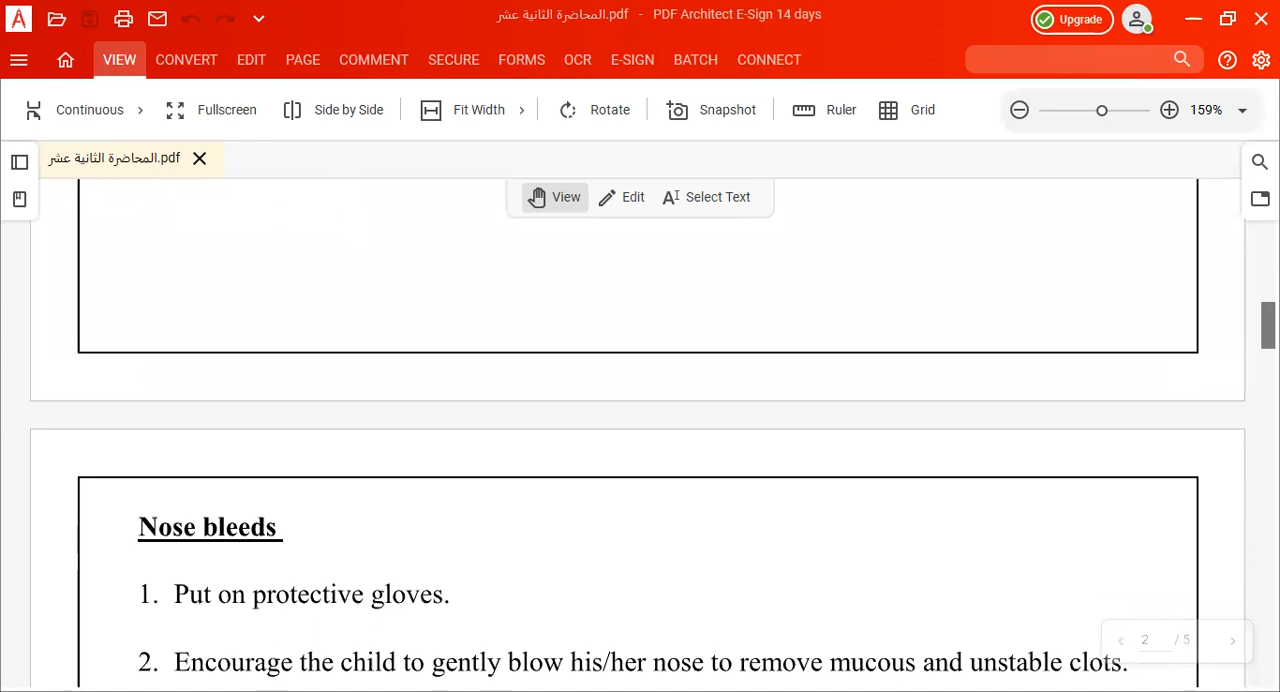 المحاضرة الثانية عشر.pdf - PDF Architect E-Sign 14 days
Upgrade
VIEW CONVERT EDIT PAGE COMMENT SECURE FORMS OCR E-SIGN BATCH CONNECT
Continuous Fullscreen Side by Side Fit Width Rotate Snapshot Ruler Grid 159%
المحاضرة الثانية عشر.pdf
View Edit Select Text
Nose bleeds
1. Put on protective gloves.
2 / 5
2. Encourage the child to gently blow his/her nose to remove mucous and unstable clots.